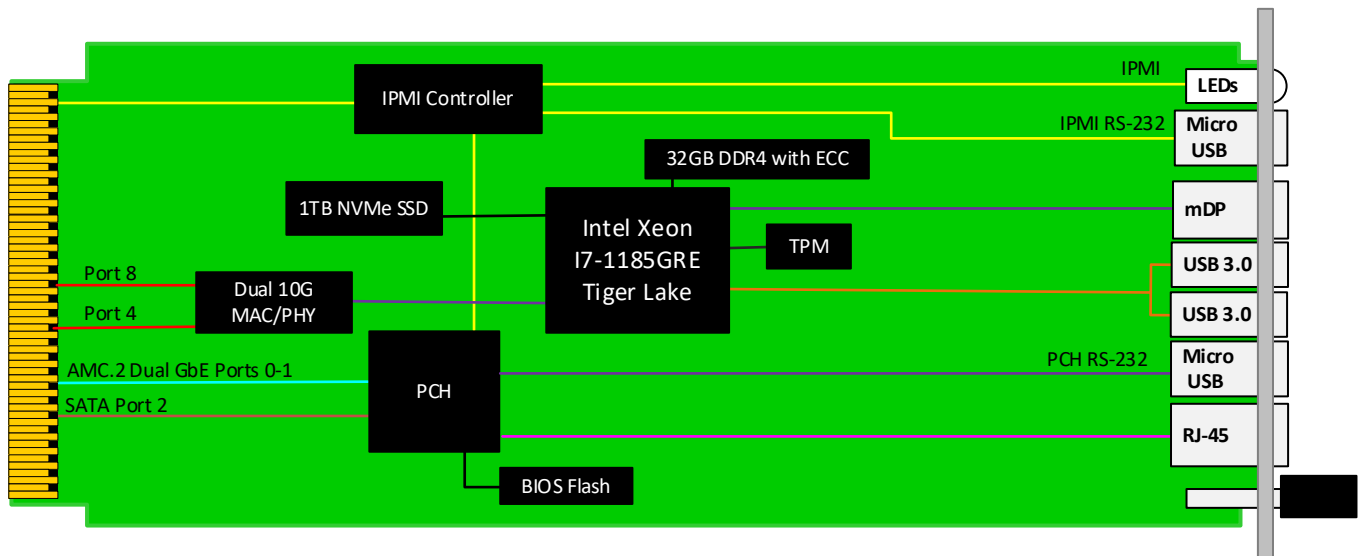 IPMI
LEDs
IPMI Controller
IPMI RS-232
Micro
USB
32GB DDR4 with ECC
1TB NVMe SSD
Intel Xeon
I7-1185GRE
Tiger Lake
mDP
TPM
USB 3.0
Port 8
Dual 10G
MAC/PHY
Port 4
USB 3.0
AMC.2 Dual GbE Ports 0-1
PCH
PCH RS-232
Micro
USB
SATA Port 2
RJ-45
BIOS Flash